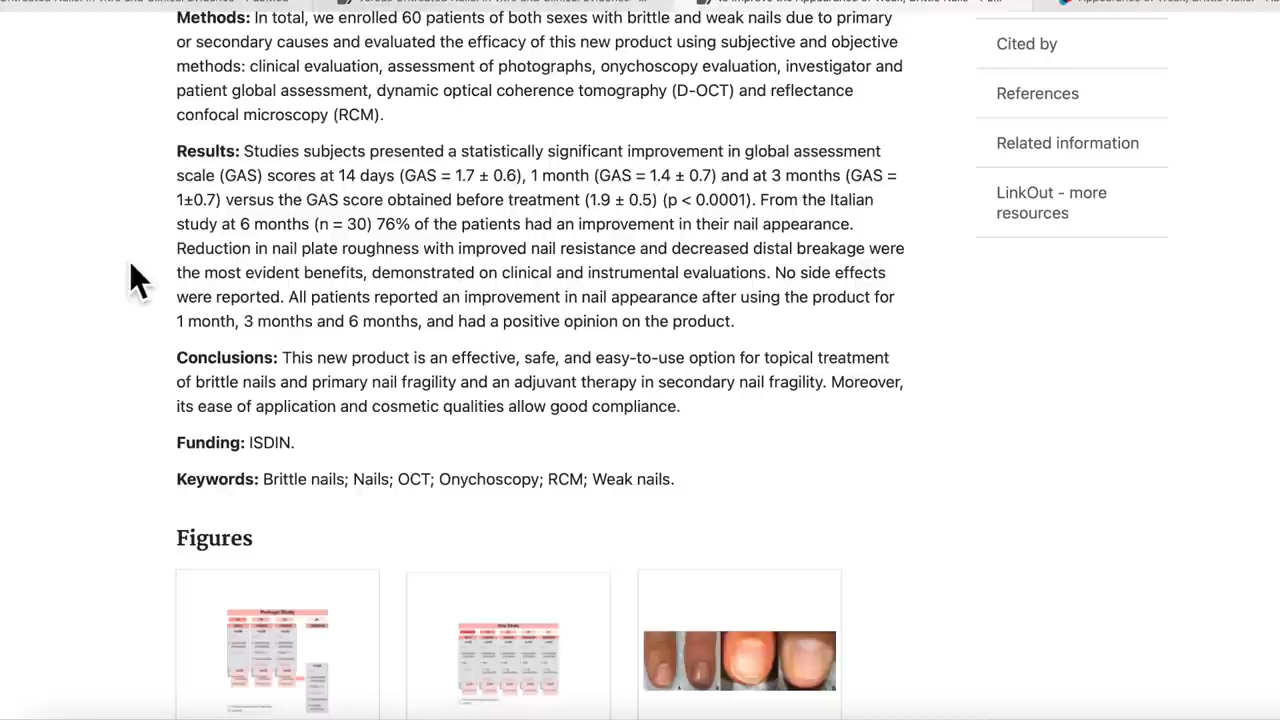 Methods: In total, we enrolled 60 patients of both sexes with brittle and weak nails due to primary
or secondary causes and evaluated the efficacy of this new product using subjective and objective
methods: clinical evaluation, assessment of photographs, onychoscopy evaluation, investigator and
patient global assessment, dynamic optical coherence tomography (D-OCT) and reflectance
confocal microscopy (RCM).
Results: Studies subjects presented a statistically significant improvement in global assessment
scale (GAS) scores at 14 days (GAS = 1.7 ± 0.6), 1 month (GAS = 1.4 ± 0.7) and at 3 months (GAS =
1±0.7) versus the GAS score obtained before treatment (1.9 ± 0.5) (p < 0.0001). From the Italian
study at 6 months (n = 30) 76% of the patients had an improvement in their nail appearance.
Reduction in nail plate roughness with improved nail resistance and decreased distal breakage were
the most evident benefits, demonstrated on clinical and instrumental evaluations. No side effects
were reported. All patients reported an improvement in nail appearance after using the product for
1 month, 3 months and 6 months, and had a positive opinion on the product.
Conclusions: This new product is an effective, safe, and easy-to-use option for topical treatment
of brittle nails and primary nail fragility and an adjuvant therapy in secondary nail fragility. Moreover,
its ease of application and cosmetic qualities allow good compliance.
Funding: ISDIN.
Keywords: Brittle nails; Nails; OCT; Onychoscopy; RCM; Weak nails.
Figures
Cited by
References
Related information
LinkOut - more
resources